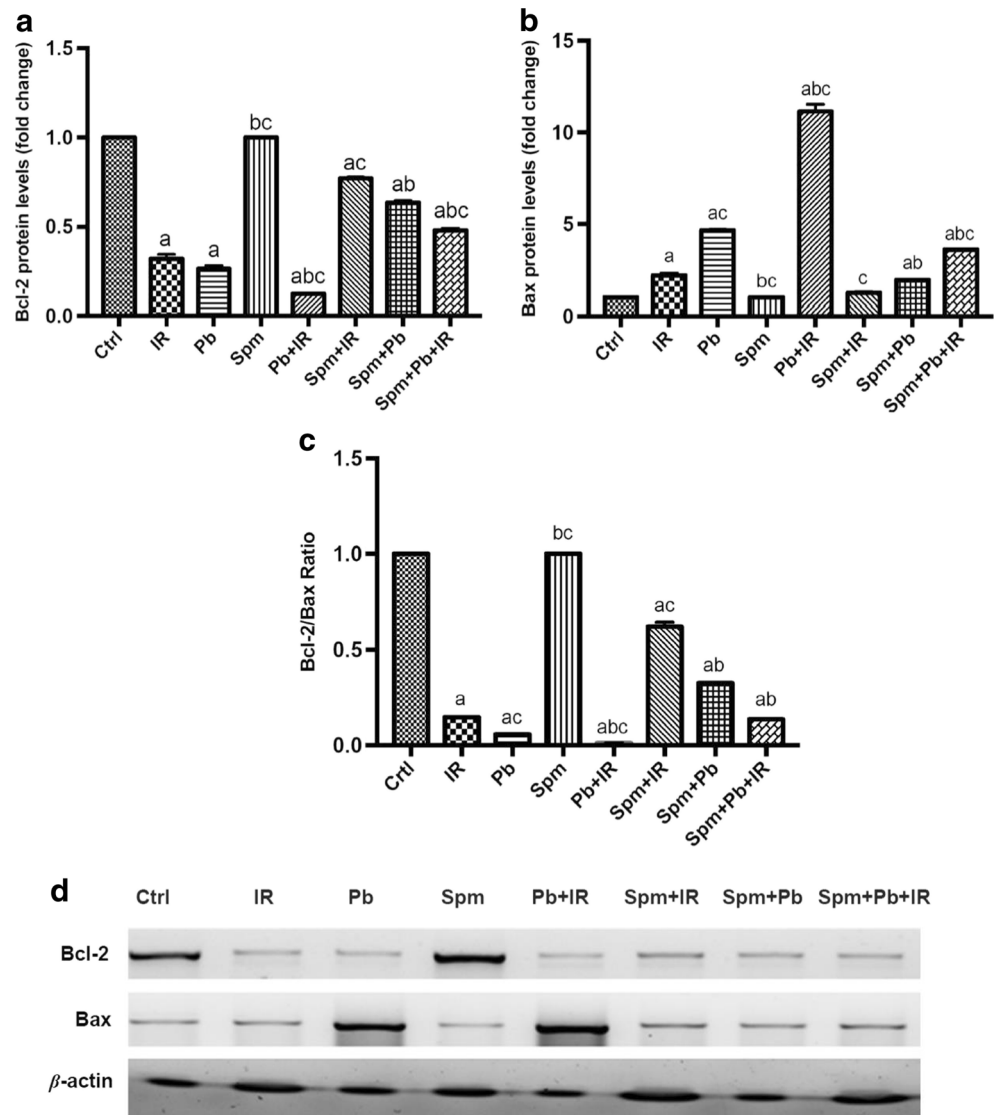 a
Bcl-2 protein levels (fold change)
1.5
1.0
0.5
0.0
a
a
bc
abc
ac
ab
abc
Ctrl
IR
Pb
Spm
Pb+IR
Spm+IR
Spm+Pb
Spm+Pb+IR
b
Bax protein levels (fold change)
15
10
5
0
a
ac
bc
abc
c
ab
abc
Ctrl
IR
Pb
Spm
Pb+IR
Spm+IR
Spm+Pb
Spm+Pb+IR
c
Bcl-2/Bax Ratio
1.5
1.0
0.5
0.0
a
ac
bc
abc
ac
ab
ab
Crtl
IR
Pb
Spm
Pb+IR
Spm+IR
Spm+Pb
Spm+Pb+IR
d
Ctrl IR Pb Spm Pb+IR Spm+IR Spm+Pb Spm+Pb+IR
Bcl-2
Bax
β-actin